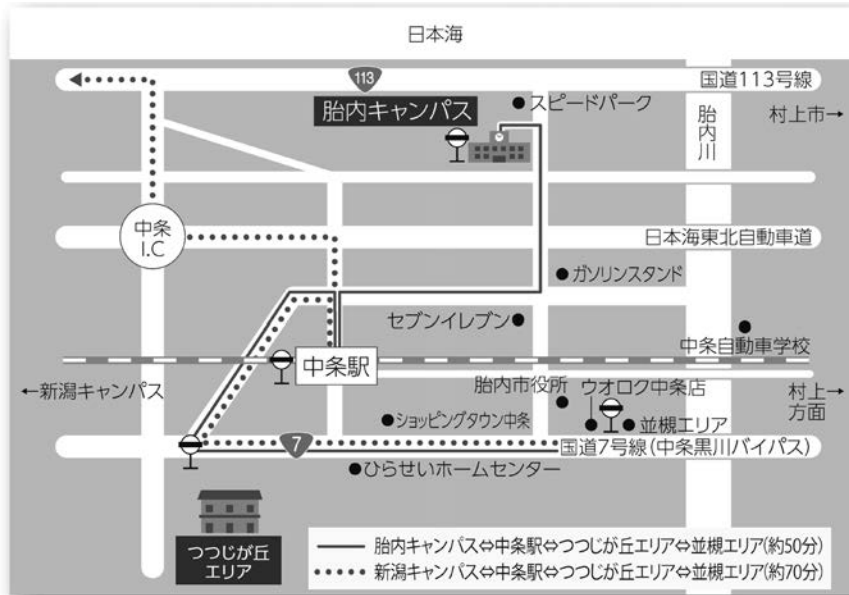 日本海
113
国道113号線
胎内キャンパス
スピードパーク
胎内川
村上市→
中条
I.C
日本海東北自動車道
ガソリンスタンド
セブンイレブン
中条自動車学校
中条駅
←新潟キャンパス
胎内市役所
ウオロク中条店
村上
方面
ショッピングタウン中条
並槻エリア
7
国道7号線(中条黒川バイパス)
ひらせいホームセンター
つつじが丘
エリア
胎内キャンパス⇔中条駅⇔つつじが丘エリア⇔並槻エリア(約50分)
新潟キャンパス⇔中条駅⇔つつじが丘エリア⇔並槻エリア(約70分)